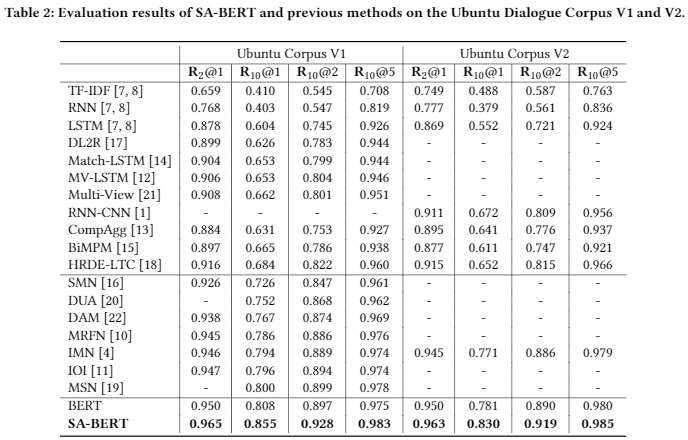 Table 2: Evaluation results of SA-BERT and previous methods on the Ubuntu Dialogue Corpus V1 and V2.
Ubuntu Corpus V1 Ubuntu Corpus V2
R2@1 R10@1 R10@2 R10@5 R2@1 R10@1 R10@2 R10@5
TF-IDF [7, 8] 0.659 0.410 0.545 0.708 0.749 0.488 0.587 0.763
RNN [7, 8] 0.768 0.403 0.547 0.819 0.777 0.379 0.561 0.836
LSTM [7, 8] 0.878 0.604 0.745 0.926 0.869 0.552 0.721 0.924
DL2R [17] 0.899 0.626 0.783 0.944 - - - -
Match-LSTM [14] 0.904 0.653 0.799 0.944 - - - -
MV-LSTM [12] 0.906 0.653 0.804 0.946 - - - -
Multi-View [21] 0.908 0.662 0.801 0.951 - - - -
RNN-CNN [1] - - - - 0.911 0.672 0.809 0.956
CompAgg [13] 0.884 0.631 0.753 0.927 0.895 0.641 0.776 0.937
BiMPM [15] 0.897 0.665 0.786 0.938 0.877 0.611 0.747 0.921
HRDE-LTC [18] 0.916 0.684 0.822 0.960 0.915 0.652 0.815 0.966
SMN [16] 0.926 0.726 0.847 0.961 - - - -
DUA [20] - 0.752 0.868 0.962 - - - -
DAM [22] 0.938 0.767 0.874 0.969 - - - -
MRFN [10] 0.945 0.786 0.886 0.976 - - - -
IMN [4] 0.946 0.794 0.889 0.974 0.945 0.771 0.886 0.979
IOI [11] 0.947 0.796 0.894 0.974 - - - -
MSN [19] - 0.800 0.899 0.978 - - - -
BERT 0.950 0.808 0.897 0.975 0.950 0.781 0.890 0.980
SA-BERT 0.965 0.855 0.928 0.983 0.963 0.830 0.919 0.985